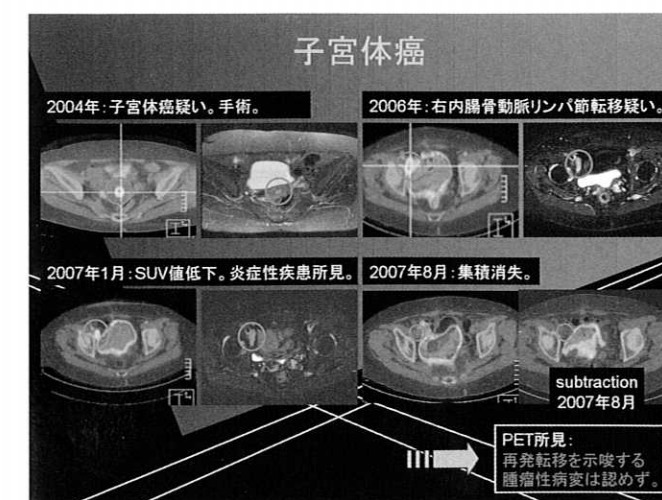 子宮体癌
2004年:子宮体癌疑い。手術。
2006年:右内腸骨動脈リンパ節転移疑い。
2007年1月:SUV値低下。炎症性疾患所見。
2007年8月:集積消失。
subtraction
2007年8月
PET所見:
再発転移を示唆する
腫瘤性病変は認めず。